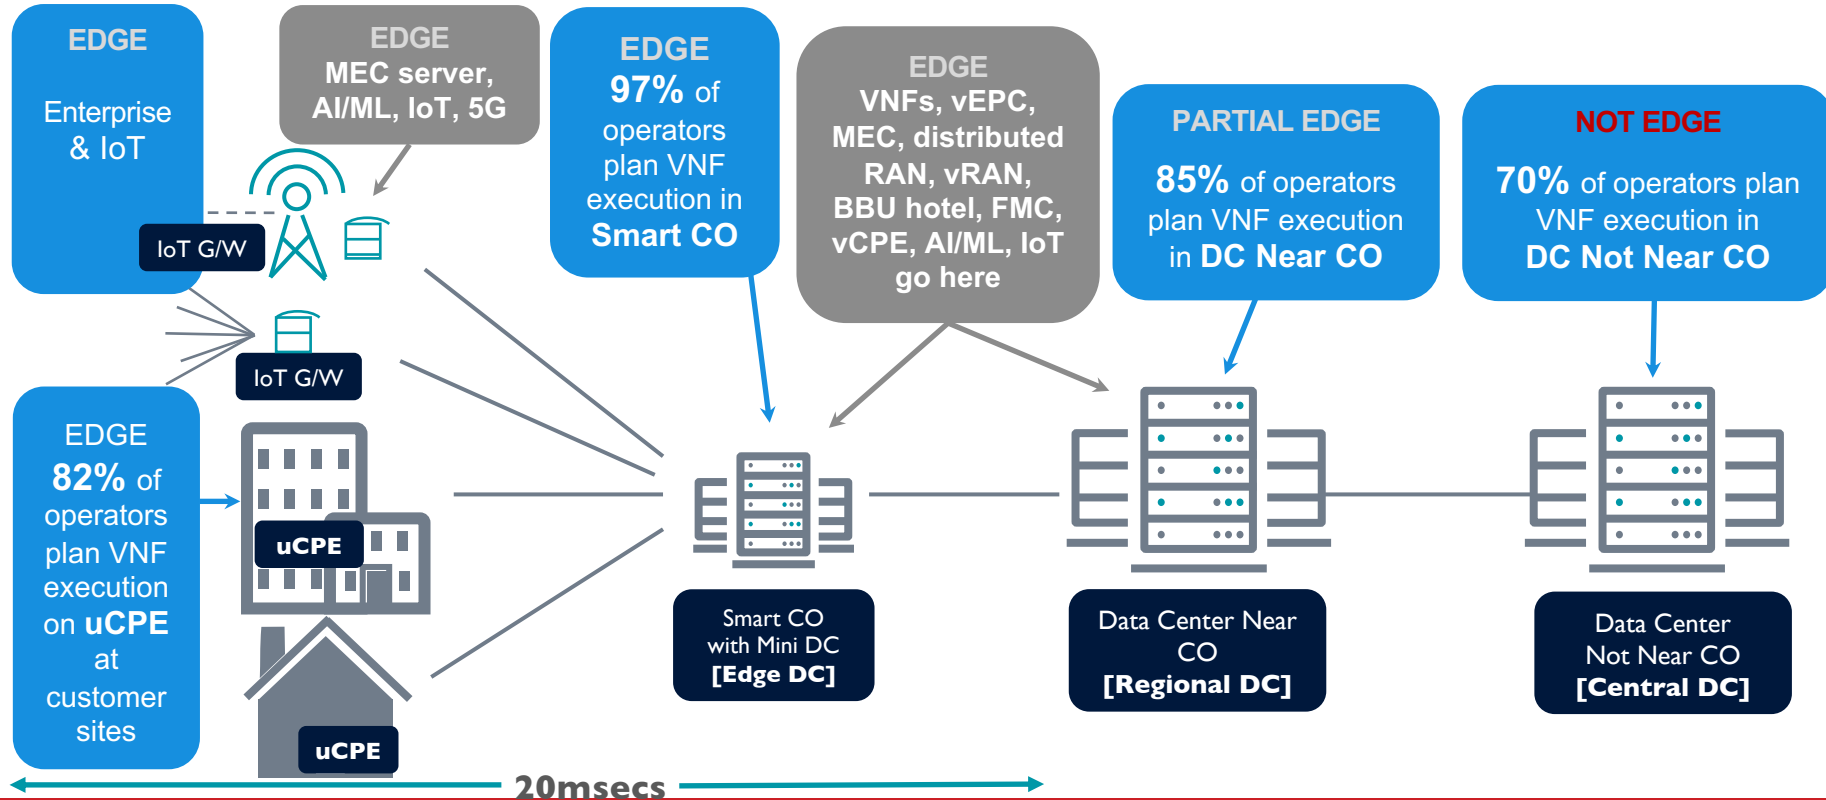 EDGE
Enterprise
& IoT
EDGE
MEC server,
AI/ML, IoT, 5G
EDGE
97% of
operators
plan VNF
execution in
Smart CO
EDGE
VNFs, vEPC,
MEC, distributed
RAN, vRAN,
BBU hotel, FMC,
vCPE, AI/ML, IoT
go here
PARTIAL EDGE
85% of operators
plan VNF execution
in DC Near CO
NOT EDGE
70% of operators plan
VNF execution in
DC Not Near CO
IoT G/W
IoT G/W
EDGE
82% of
operators
plan VNF
execution
on uCPE
at
customer
sites
uCPE
uCPE
Smart CO
with Mini DC
[Edge DC]
Data Center Near
CO
[Regional DC]
Data Center
Not Near CO
[Central DC]
20msecs